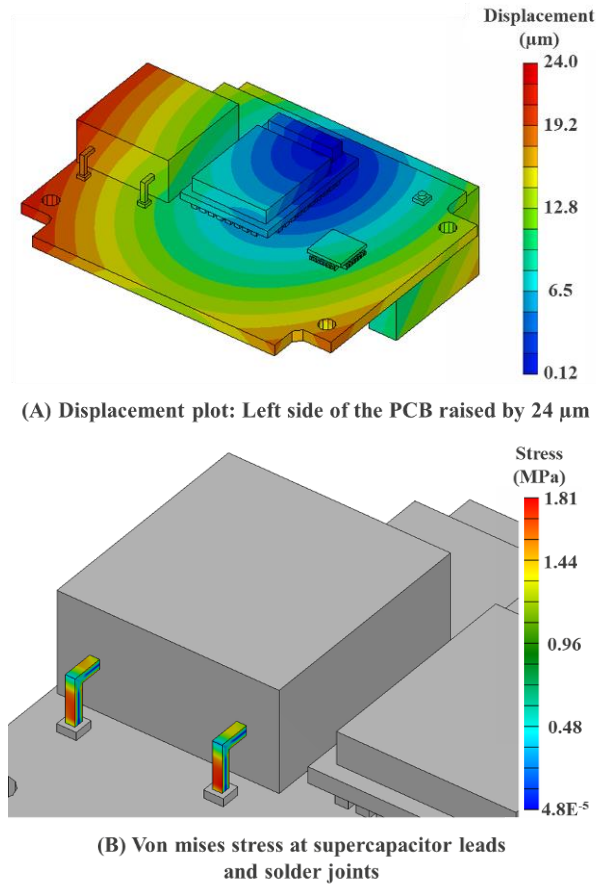 Displacement
(µm)
24.0
19.2
12.8
6.5
0.12
(A) Displacement plot: Left side of the PCB raised by 24 µm
Stress
(MPa)
1.81
1.44
0.96
0.48
4.8E-5
(B) Von mises stress at supercapacitor leads
and solder joints